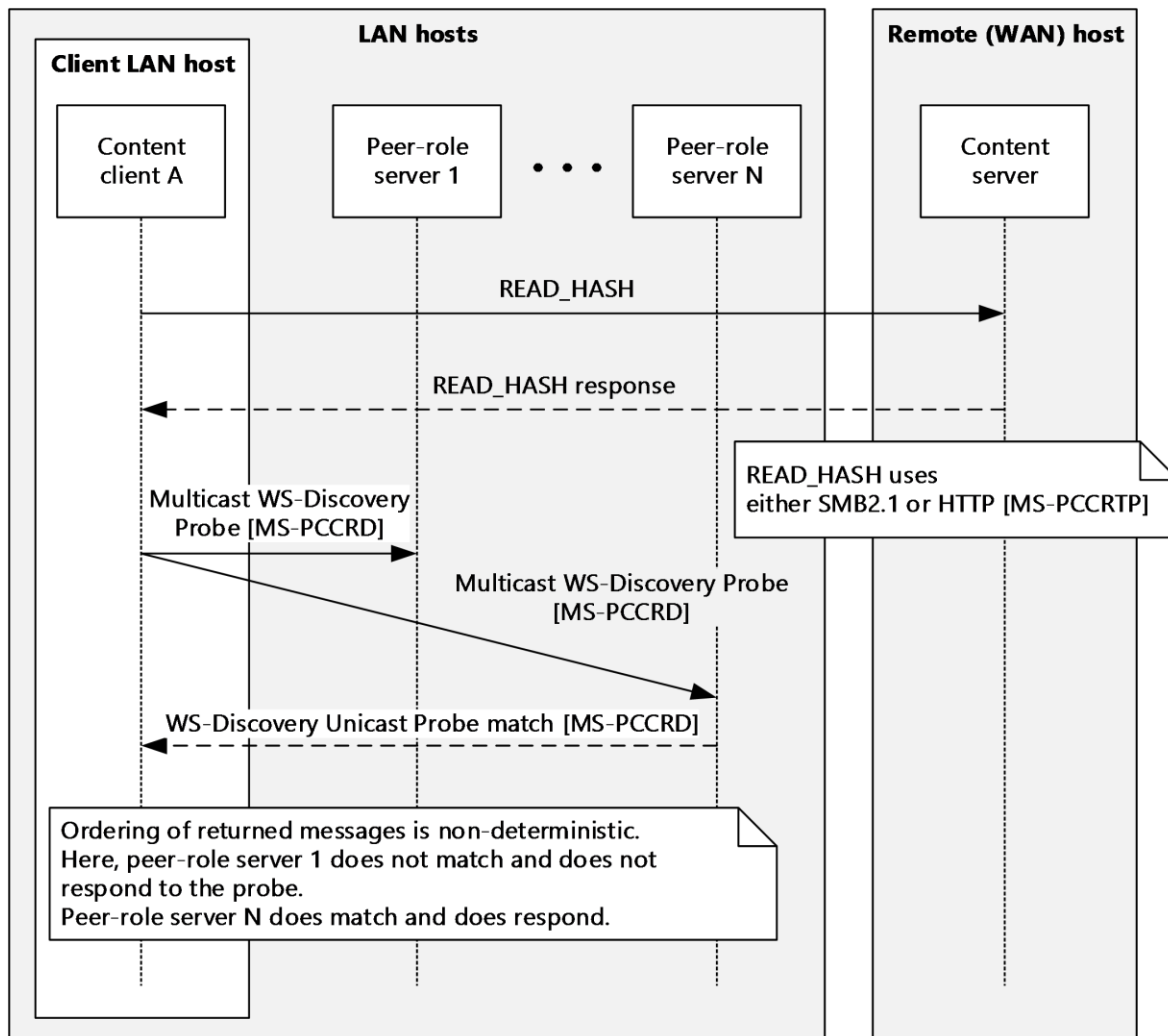 LAN hosts
Remote (WAN) host
Client LAN host
Content
client A
Peer-role
server 1
• • •
Peer-role
server N
Content
server
READ_HASH
READ_HASH response
READ_HASH uses
either SMB2.1 or HTTP [MS-PCCRTP]
Multicast WS-Discovery
Probe [MS-PCCRD]
Multicast WS-Discovery Probe
[MS-PCCRD]
WS-Discovery Unicast Probe match [MS-PCCRD]
Ordering of returned messages is non-deterministic.
Here, peer-role server 1 does not match and does not
respond to the probe.
Peer-role server N does match and does respond.